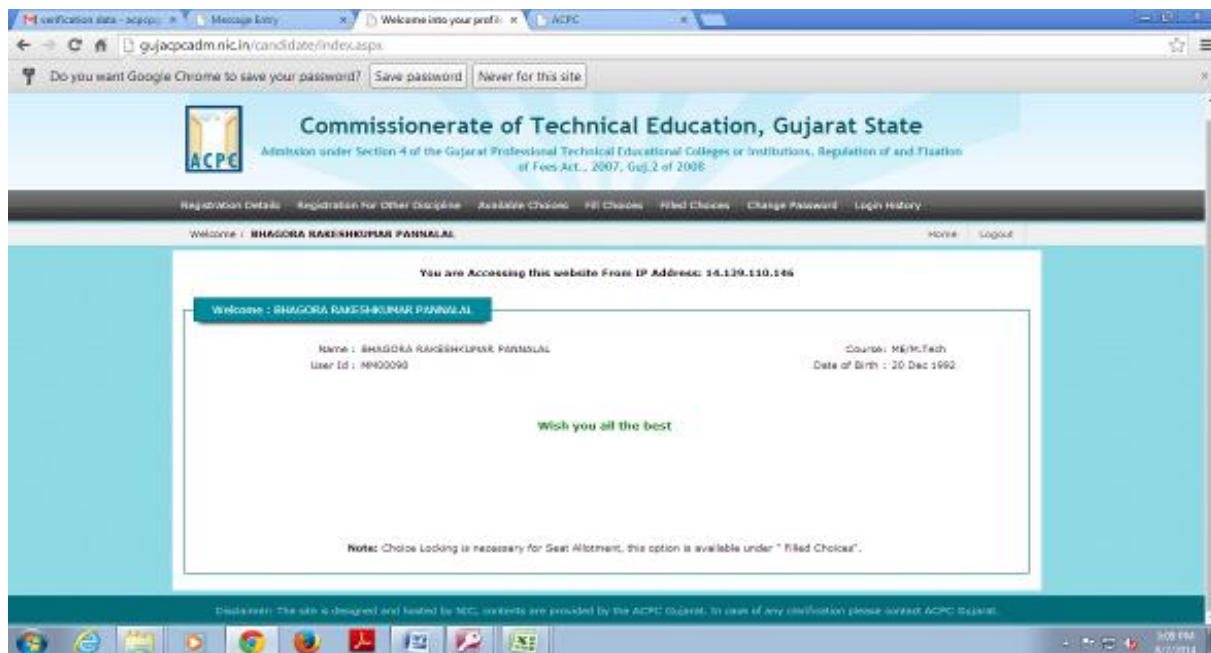 verification data - acpcpg
Message Entry
Welcome into your profile
ACPC
gujacpcadm.nic.in/candidate/index.aspx
Do you want Google Chrome to save your password? Save password Never for this site
ACPC
Commissionerate of Technical Education, Gujarat State
Admission under Section 4 of the Gujarat Professional Technical Educational Colleges or Institutions, Regulation of and Fixation
of Fees Act., 2007, Guj.2 of 2008
Registration Details Registration For Other Discipline Available Choices Fill Choices Filled Choices Change Password Login History
Welcome : BHAGORA RAKESHKUMAR PANNALAL Home Logout
You are Accessing this website From IP Address: 14.139.110.146
Welcome : BHAGORA RAKESHKUMAR PANNALAL
Name : BHAGORA RAKESHKUMAR PANNALAL Course: ME/M.Tech
User Id : MM00098 Date of Birth : 20 Dec 1992
Wish you all the best
Note: Choice Locking is necessary for Seat Allotment, this option is available under " Filled Choices".
Disclaimer: The site is designed and hosted by NIC, contents are provided by the ACPC Gujarat. In case of any clarification please contact ACPC Gujarat.
3:08 PM